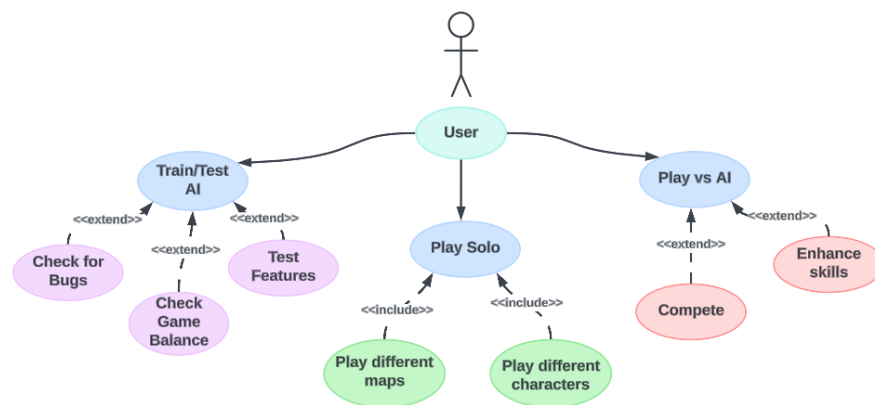 User
Train/Test
AI
Play vs AI
<<extend>>
<<extend>>
<<extend>>
<<extend>>
<<extend>>
Check for
Bugs
Test
Features
Play Solo
Enhance
skills
Check
Game
Balance
<<include>>
<<include>>
Compete
Play different
maps
Play different
characters